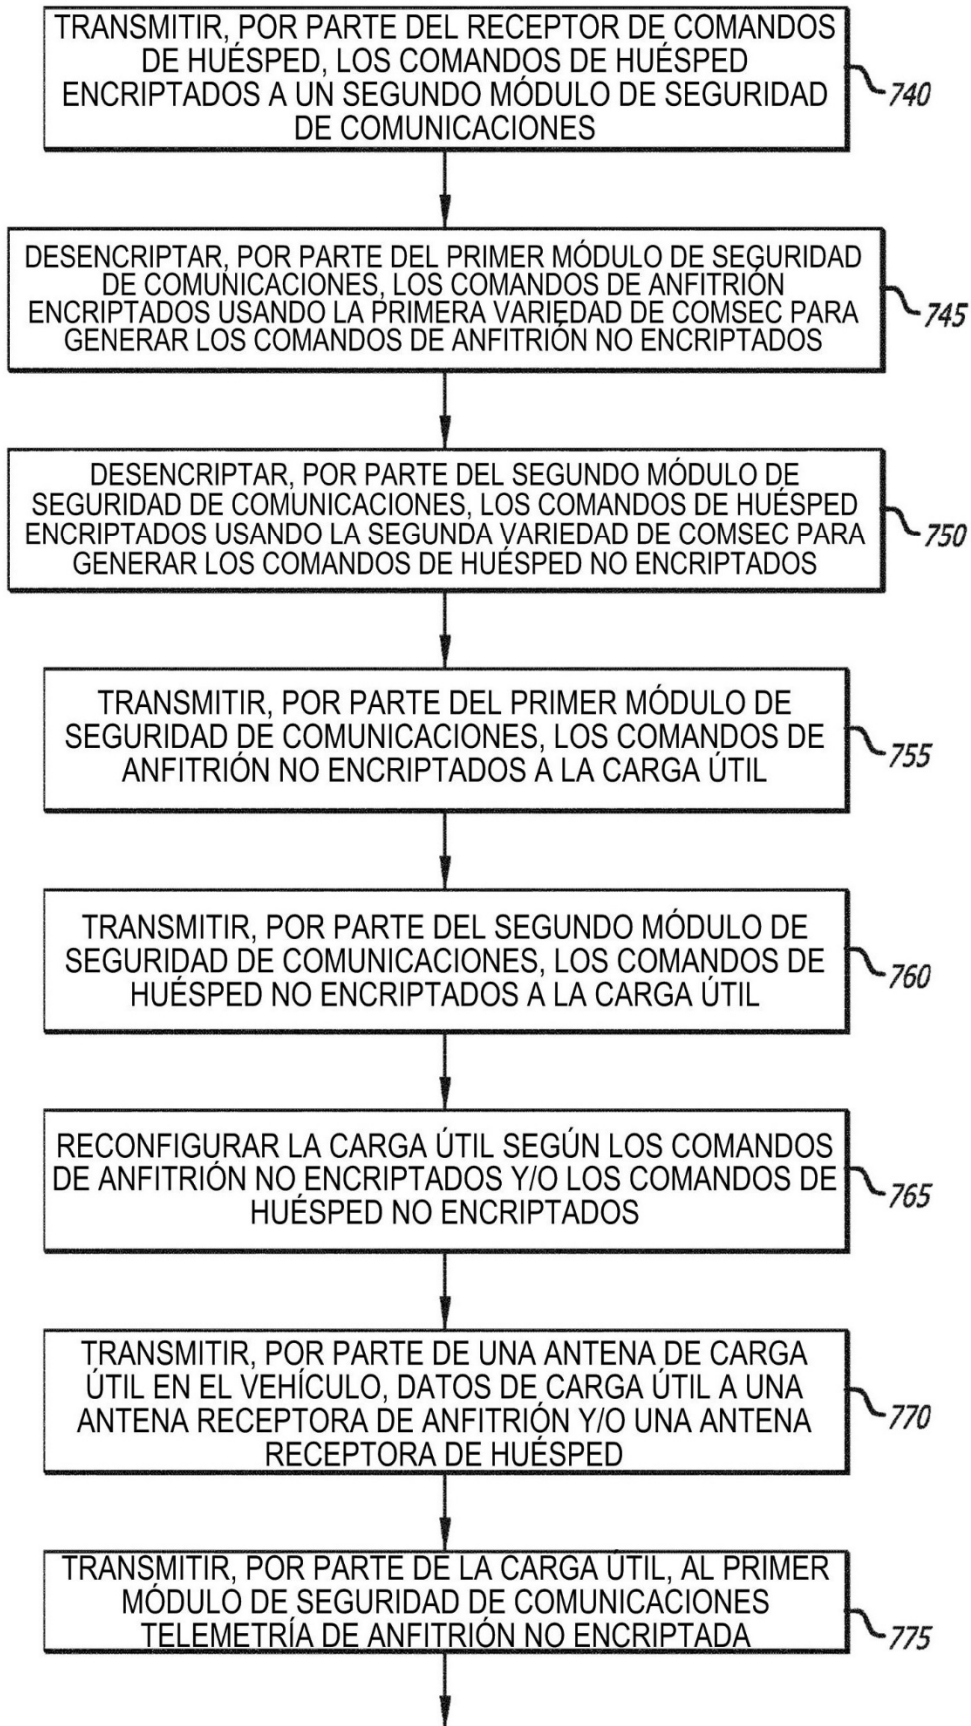 TRANSMITIR, POR PARTE DEL RECEPTOR DE COMANDOS
DE HUÉSPED, LOS COMANDOS DE HUÉSPED
ENCRIPTADOS A UN SEGUNDO MÓDULO DE SEGURIDAD
DE COMUNICACIONES
740
DESENCRIPTAR, POR PARTE DEL PRIMER MÓDULO DE SEGURIDAD
DE COMUNICACIONES, LOS COMANDOS DE ANFITRIÓN
ENCRIPTADOS USANDO LA PRIMERA VARIEDAD DE COMSEC PARA
GENERAR LOS COMANDOS DE ANFITRIÓN NO ENCRIPTADOS
745
DESENCRIPTAR, POR PARTE DEL SEGUNDO MÓDULO DE
SEGURIDAD DE COMUNICACIONES, LOS COMANDOS DE HUÉSPED
ENCRIPTADOS USANDO LA SEGUNDA VARIEDAD DE COMSEC PARA
GENERAR LOS COMANDOS DE HUÉSPED NO ENCRIPTADOS
750
TRANSMITIR, POR PARTE DEL PRIMER MÓDULO DE
SEGURIDAD DE COMUNICACIONES, LOS COMANDOS DE
ANFITRIÓN NO ENCRIPTADOS A LA CARGA ÚTIL
755
TRANSMITIR, POR PARTE DEL SEGUNDO MÓDULO DE
SEGURIDAD DE COMUNICACIONES, LOS COMANDOS DE
HUÉSPED NO ENCRIPTADOS A LA CARGA ÚTIL
760
RECONFIGURAR LA CARGA ÚTIL SEGÚN LOS COMANDOS
DE ANFITRIÓN NO ENCRIPTADOS Y/O LOS COMANDOS DE
HUÉSPED NO ENCRIPTADOS
765
TRANSMITIR, POR PARTE DE UNA ANTENA DE CARGA
ÚTIL EN EL VEHÍCULO, DATOS DE CARGA ÚTIL A UNA
ANTENA RECEPTORA DE ANFITRIÓN Y/O UNA ANTENA
RECEPTORA DE HUÉSPED
770
TRANSMITIR, POR PARTE DE LA CARGA ÚTIL, AL PRIMER
MÓDULO DE SEGURIDAD DE COMUNICACIONES
TELEMETRÍA DE ANFITRIÓN NO ENCRIPTADA
775